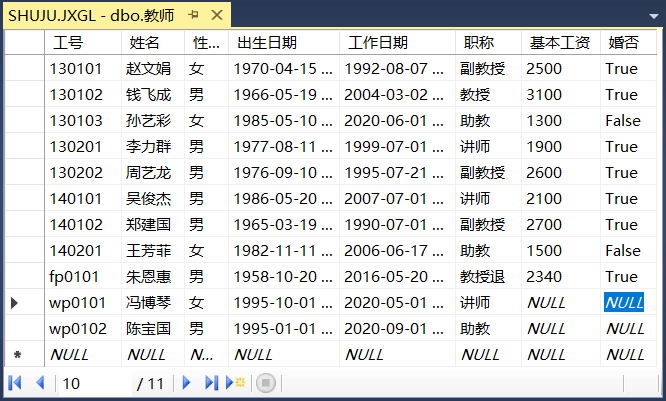 SHUJU.JXGL - dbo.教师
工号 姓名 性... 出生日期 工作日期 职称 基本工资 婚否
130101 赵文娟 女 1970-04-15 ... 1992-08-07 ... 副教授 2500 True
130102 钱飞成 男 1966-05-19 ... 2004-03-02 ... 教授 3100 True
130103 孙艺彩 女 1985-05-10 ... 2020-06-01 ... 助教 1300 False
130201 李力群 男 1977-08-11 ... 1999-07-01 ... 讲师 1900 True
130202 周艺龙 男 1976-09-10 ... 1995-07-21 ... 副教授 2600 True
140101 吴俊杰 男 1986-05-20 ... 2007-07-01 ... 讲师 2100 True
140102 郑建国 男 1965-03-19 ... 1990-07-01 ... 副教授 2700 True
140201 王芳菲 女 1982-11-11 ... 2006-06-17 ... 助教 1500 False
fp0101 朱恩惠 男 1958-10-20 ... 2016-05-20 ... 教授退 2340 True
wp0101 冯博琴 女 1995-10-01 ... 2020-05-01 ... 讲师 NULL NULL
wp0102 陈宝国 男 1995-01-01 ... 2020-09-01 ... 助教 NULL NULL
* NULL NULL N... NULL NULL NULL NULL NULL
10 / 11